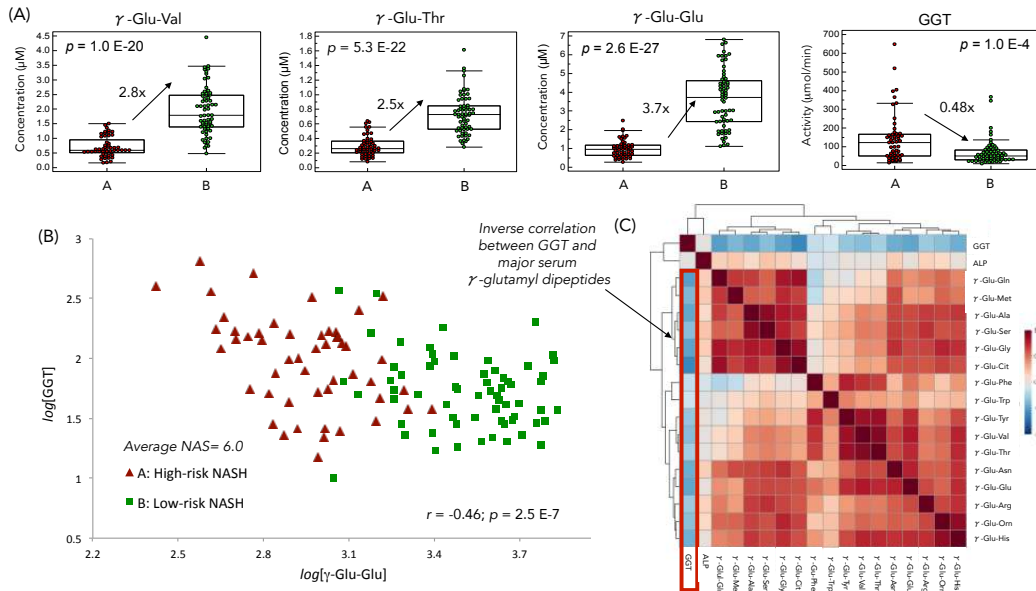 (A)
γ-Glu-Val
Concentration (μM)
4.5
4.0
3.5
3.0
2.5
2.0
1.5
1.0
0.5
0.0
p = 1.0 E-20
2.8x
A
B
γ-Glu-Thr
Concentration (μM)
2.0
1.8
1.6
1.4
1.2
1.0
0.8
0.6
0.4
0.2
0.0
p = 5.3 E-22
2.5x
A
B
γ-Glu-Glu
Concentration (μM)
7
6
5
4
3
2
1
0
p = 2.6 E-27
3.7x
A
B
GGT
Activity (μmol/min)
700
600
500
400
300
200
100
0
p = 1.0 E-4
0.48x
A
B
(B)
log[GGT]
3
2.5
2
1.5
1
0.5
2.2
2.5
2.8
3.1
3.4
3.7
log[γ-Glu-Glu]
Average NAS= 6.0
A: High-risk NASH
B: Low-risk NASH
r = -0.46; p = 2.5 E-7
Inverse correlation
between GGT and
major serum
γ-glutamyl dipeptides
(C)
GGT
ALP
γ-Glu-Gln
γ-Glu-Met
γ-Glu-Ala
γ-Glu-Ser
γ-Glu-Gly
γ-Glu-Cit
γ-Glu-Phe
γ-Glu-Trp
γ-Glu-Tyr
γ-Glu-Val
γ-Glu-Thr
γ-Glu-Asn
γ-Glu-Glu
γ-Glu-Arg
γ-Glu-Orn
γ-Glu-His
GGT
ALP